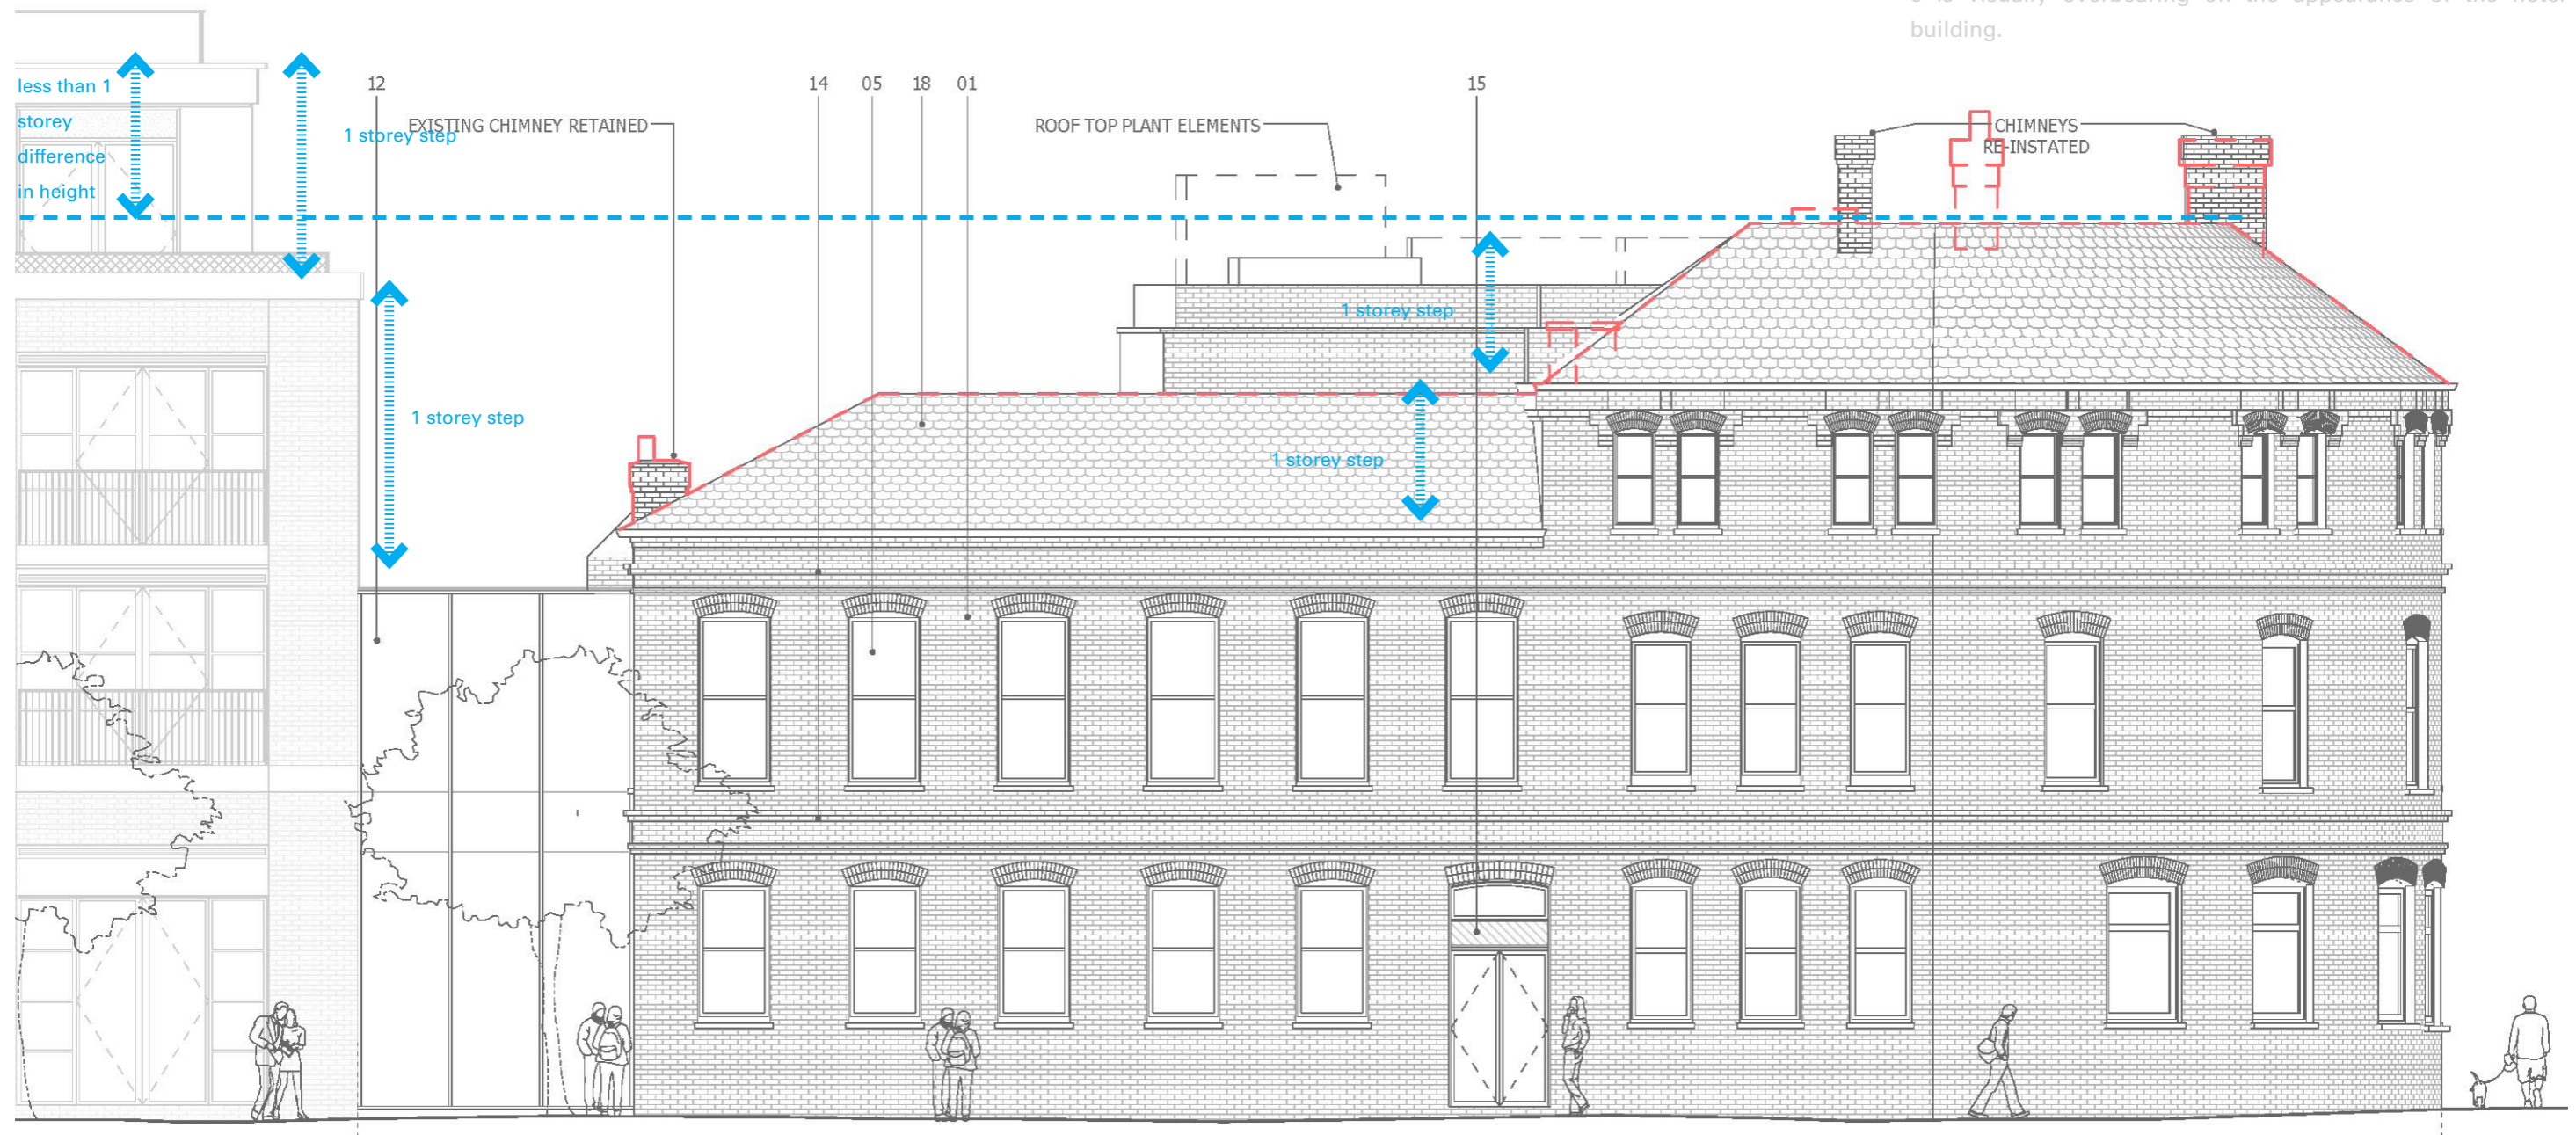 building.
less than 1
storey
difference
in height
12
14
05
18
01
15
1 storey step
EXISTING CHIMNEY RETAINED
ROOF TOP PLANT ELEMENTS
CHIMNEYS
RE-INSTATED
1 storey step
1 storey step
1 storey step